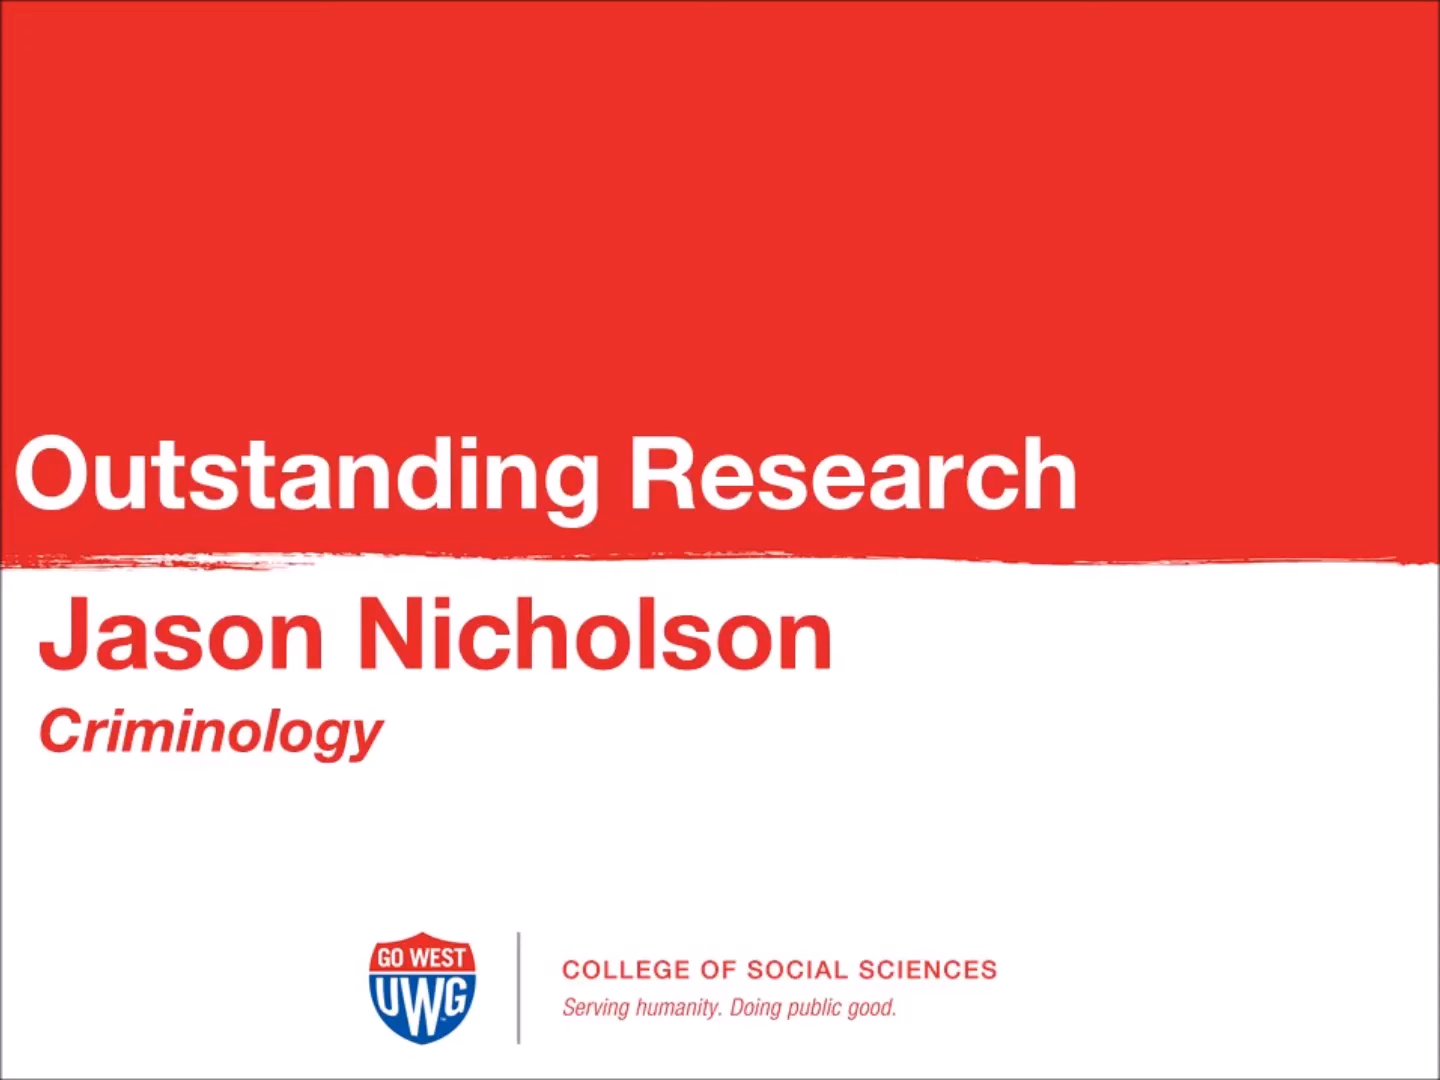 Outstanding Research
Jason Nicholson
Criminology
GO WEST
UWG
COLLEGE OF SOCIAL SCIENCES
Serving humanity. Doing public good.